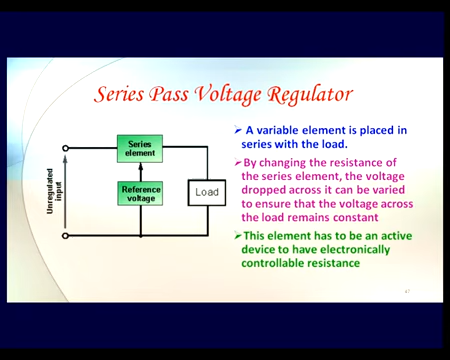 Series Pass Voltage Regulator
Series
element
Reference
voltage
Load
Unregulated
input
A variable element is placed in
series with the load.
By changing the resistance of
the series element, the voltage
dropped across it can be varied
to ensure that the voltage across
the load remains constant
This element has to be an active
device to have electronically
controllable resistance
47